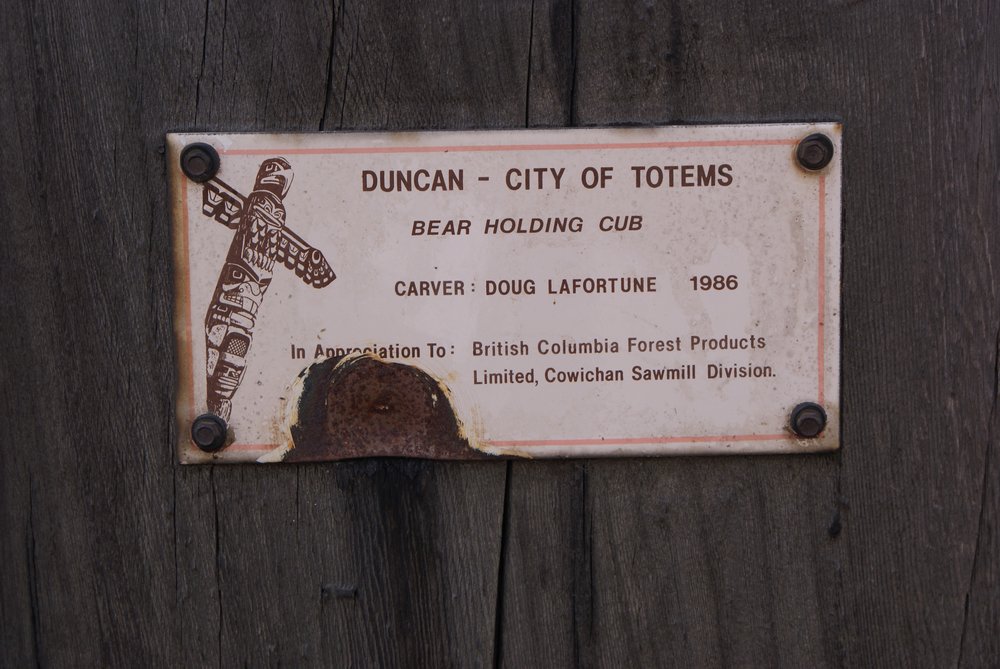 DUNCAN - CITY OF TOTEMS
BEAR HOLDING CUB
CARVER: DOUG LAFORTUNE 1986
In Appreciation To: British Columbia Forest Products
Limited, Cowichan Sawmill Division.